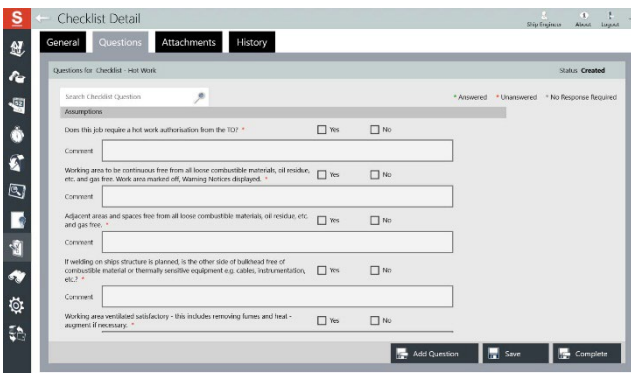 S
Checklist Detail
Ship Engineer
About
Logout
General
Questions
Attachments
History
Questions for: Checklist - Hot Work
Status: Created
Search Checklist Question
* Answered * Unanswered * No Response Required
Assumptions
Does this job require a hot work authorisation from the TO? *
Yes
No
Comment
Working area to be continuous free from all loose combustible materials, oil residue,
etc. and gas free. Work area marked off, Warning Notices displayed. *
Yes
No
Comment
Adjacent areas and spaces free from all loose combustible materials, oil residue, etc.
and gas free. *
Yes
No
Comment
If welding on ships structure is planned, is the other side of bulkhead free of
combustible material or thermally sensitive equipment e.g. cables, instrumentation,
etc.? *
Yes
No
Comment
Working area ventilated satisfactory - this includes removing fumes and heat -
augment if necessary. *
Yes
No
Add Question
Save
Complete